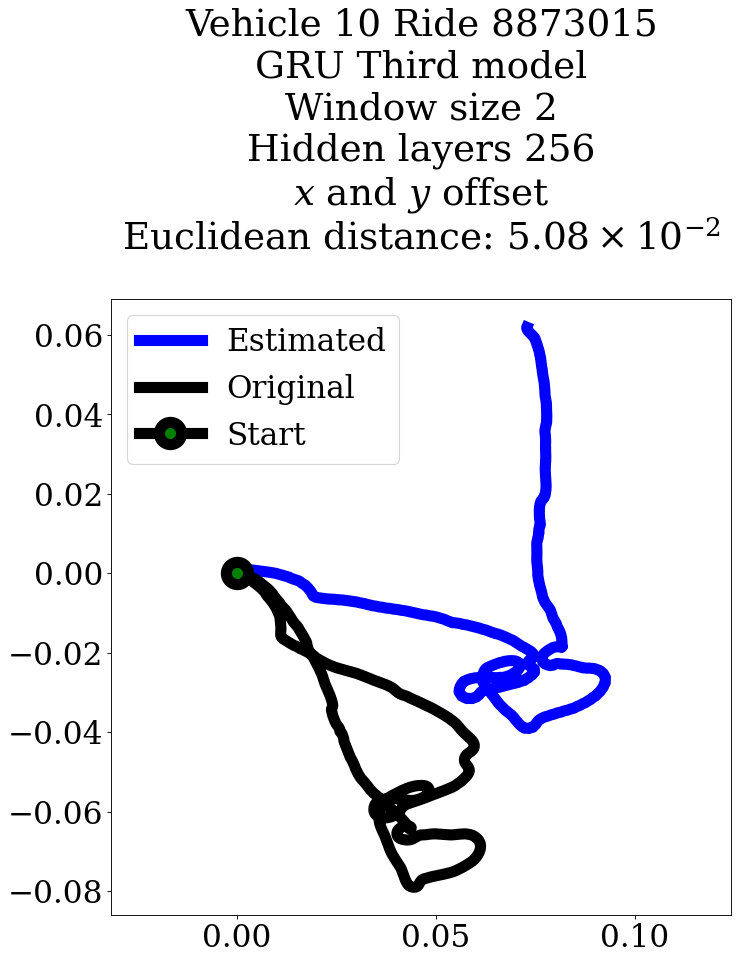 Vehicle 10 Ride 8873015
GRU Third model
Window size 2
Hidden layers 256
x and y offset
Euclidean distance: 5.08 × 10⁻²
Estimated
Original
Start
0.06
0.04
0.02
0.00
−0.02
−0.04
−0.06
−0.08
0.00 0.05 0.10